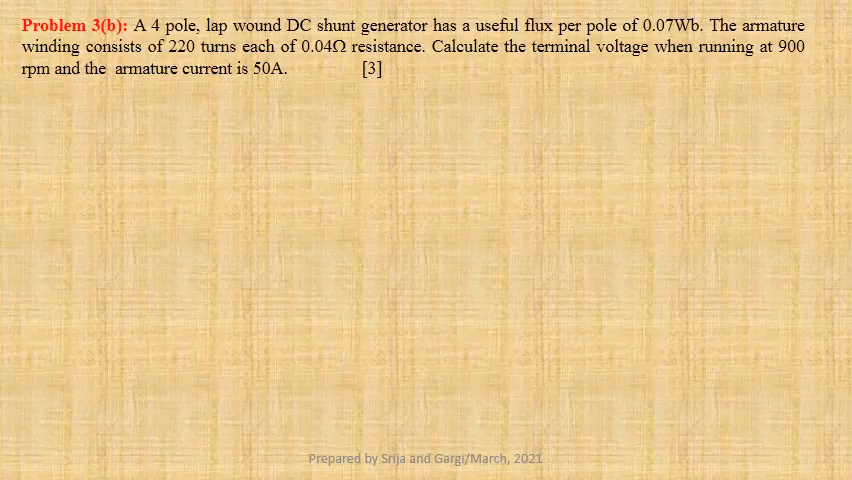 Problem 3(b): A 4 pole, lap wound DC shunt generator has a useful flux per pole of 0.07Wb. The armature
winding consists of 220 turns each of 0.04Ω resistance. Calculate the terminal voltage when running at 900
rpm and the armature current is 50A. [3]
Prepared by Srija and Gargi/March, 2021